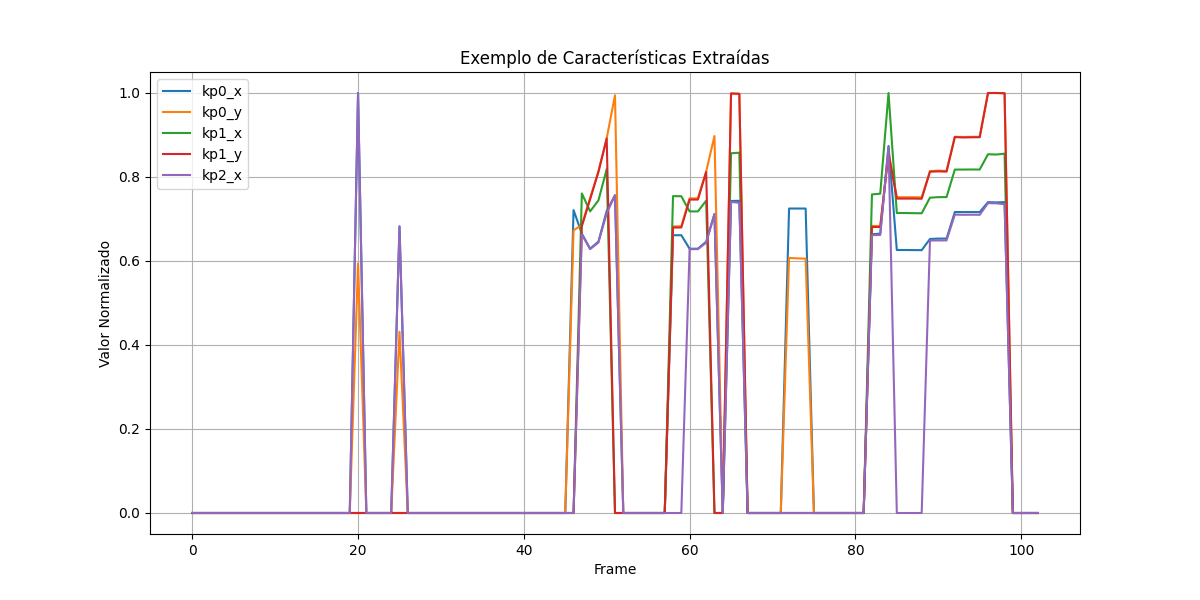 Exemplo de Características Extraídas
kp0_x
kp0_y
kp1_x
kp1_y
kp2_x
Valor Normalizado
1.0
0.8
0.6
0.4
0.2
0.0
0 20 40 60 80 100
Frame